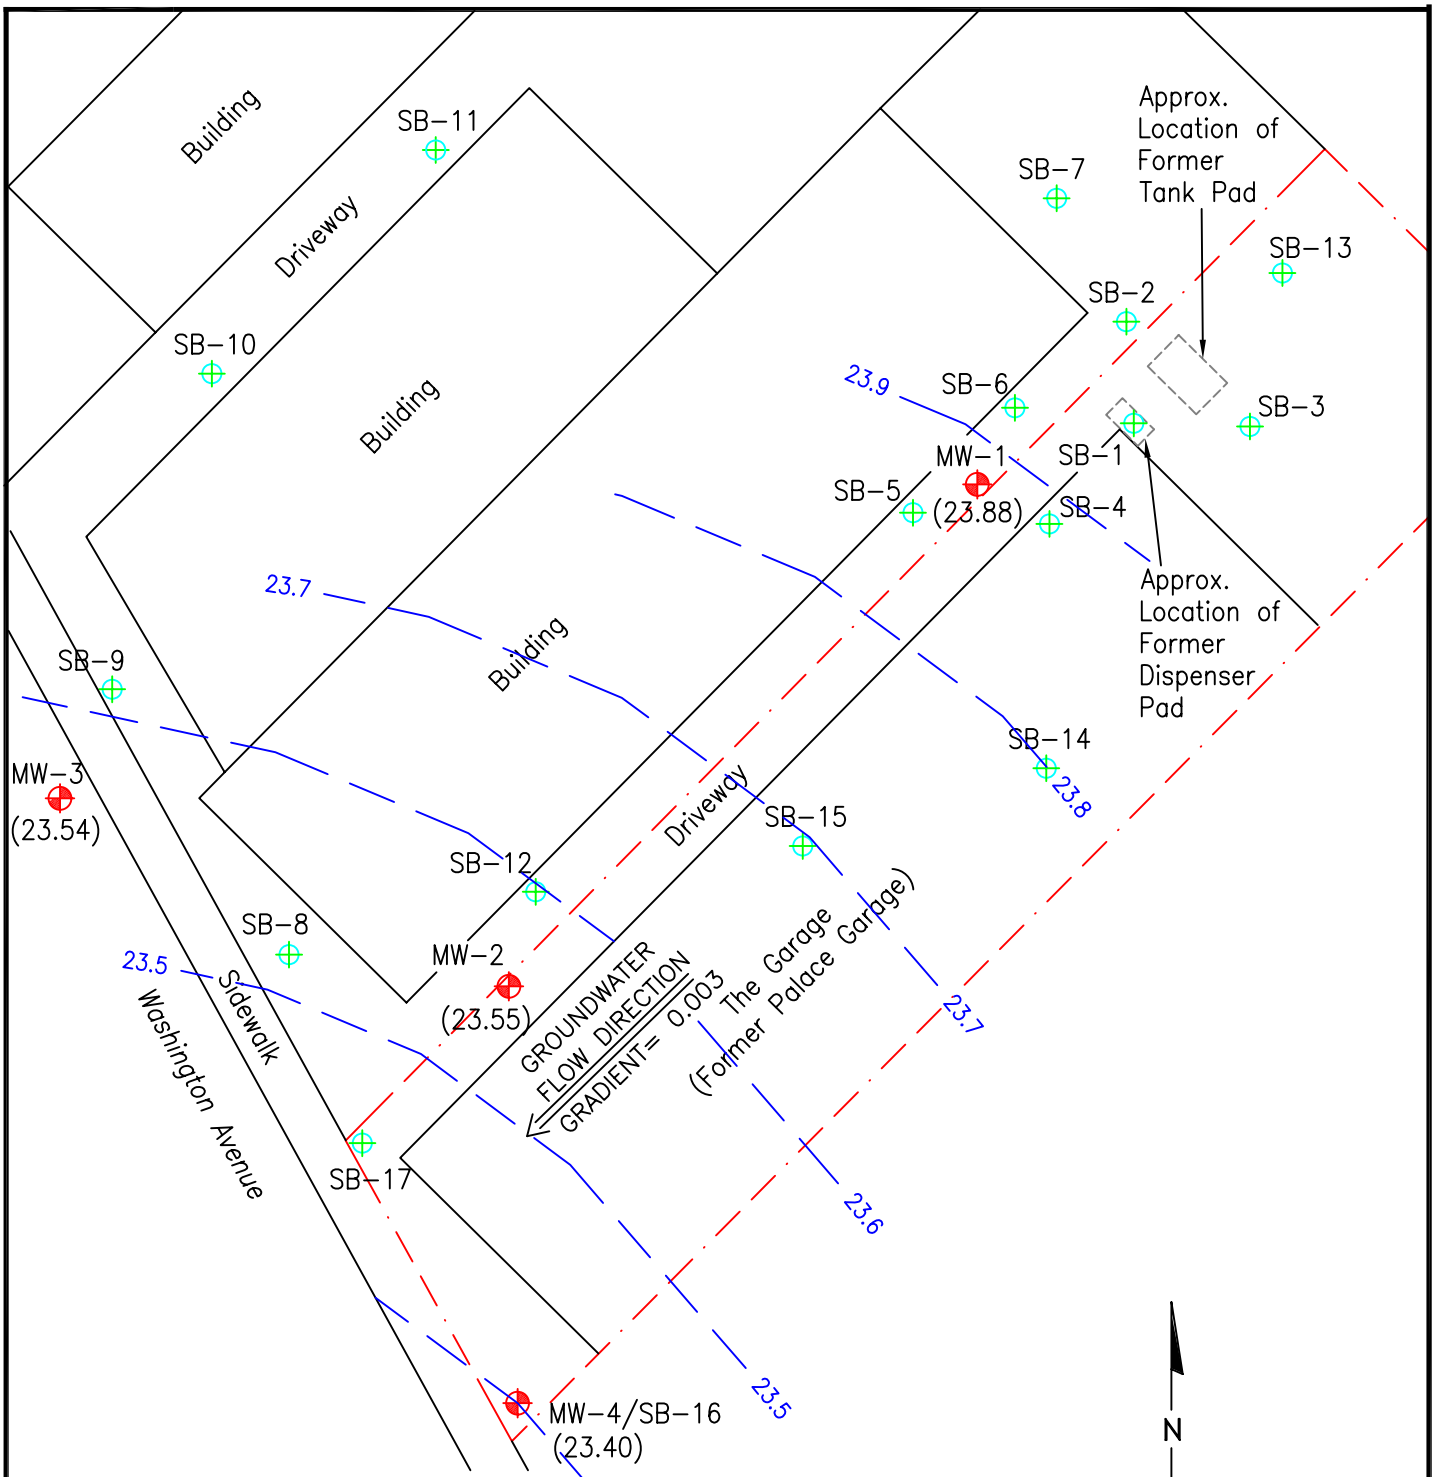 Approx.
Location of
Former
Tank Pad
Building
SB-11
SB-7
Driveway
SB-13
SB-2
SB-10
23.9
SB-6
SB-3
Building
MW-1
SB-1
SB-5
(23.88)
SB-4
23.7
Approx.
Location of
Former
Dispenser
Pad
Building
SB-9
SB-14
MW-3
(23.54)
23.8
Driveway
SB-15
SB-12
SB-8
MW-2
(23.55)
23.5
Sidewalk
Washington Avenue
GROUNDWATER
FLOW DIRECTION
GRADIENT= 0.003
The Garage
(Former Palace Garage)
23.7
SB-17
23.6
23.5
MW-4/SB-16
(23.40)
N